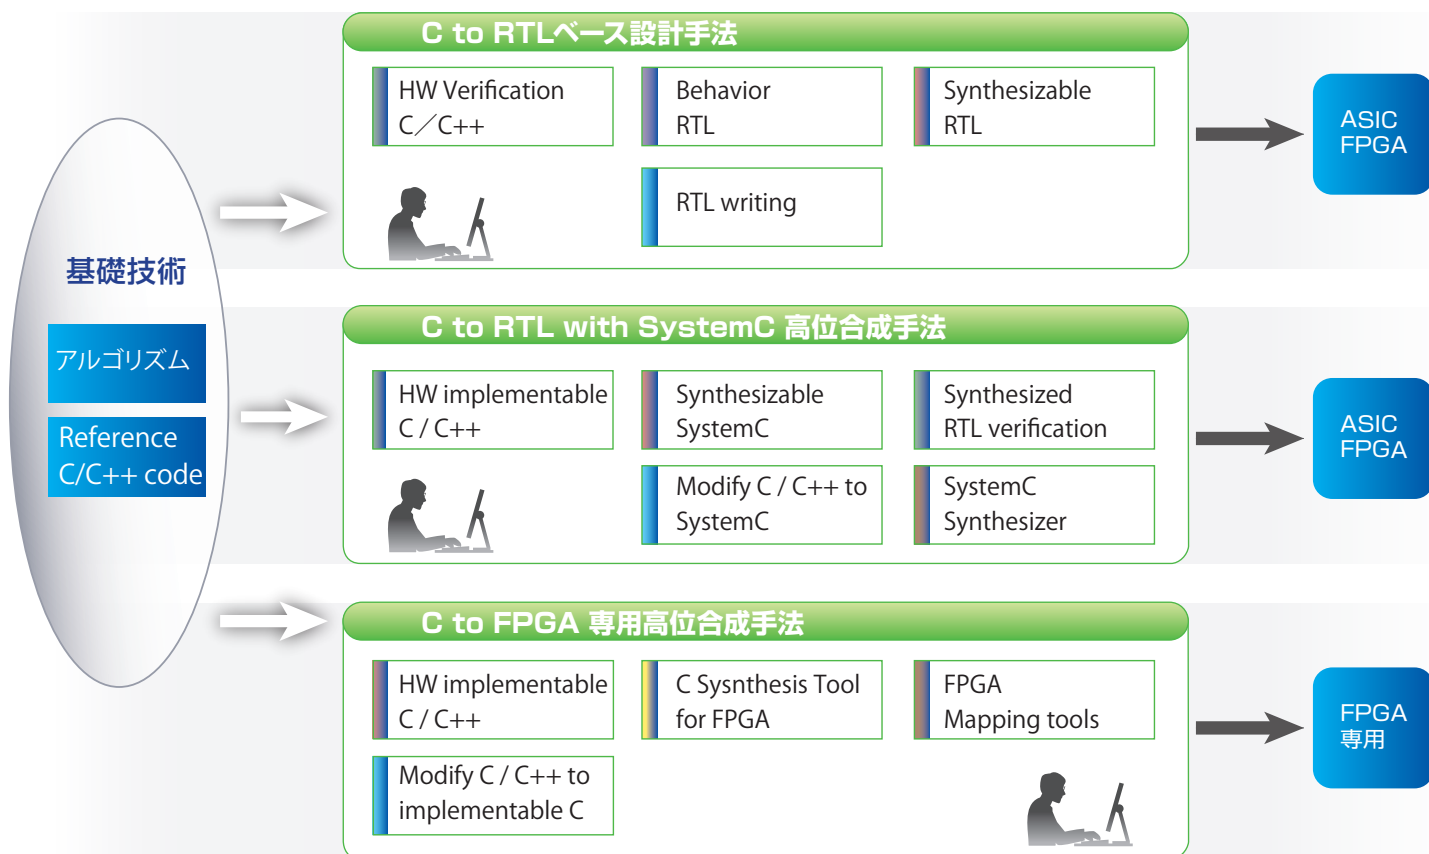 基礎技術
アルゴリズム
Reference
C/C++ code
C to RTLベース設計手法
HW Verification
C／C++
Behavior
RTL
Synthesizable
RTL
RTL writing
ASIC
FPGA
C to RTL with SystemC 高位合成手法
HW implementable
C / C++
Synthesizable
SystemC
Synthesized
RTL verification
Modify C / C++ to
SystemC
SystemC
Synthesizer
ASIC
FPGA
C to FPGA 専用高位合成手法
HW implementable
C / C++
C Sysnthesis Tool
for FPGA
FPGA
Mapping tools
Modify C / C++ to
implementable C
FPGA
専用